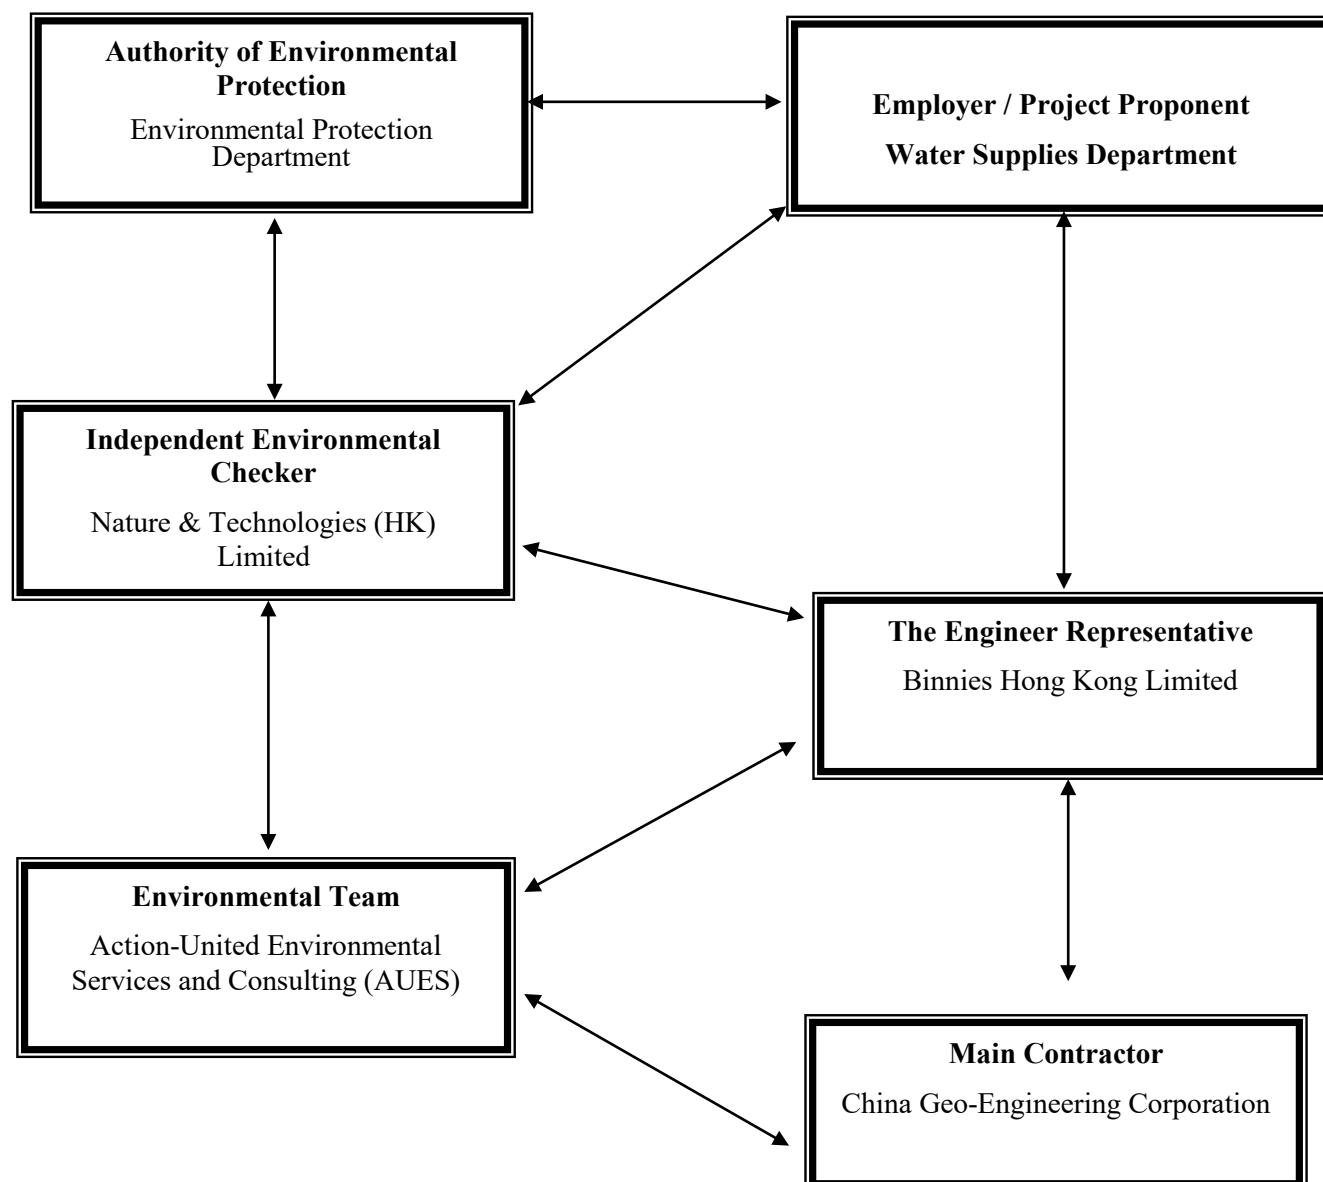 Authority of Environmental
Protection
Environmental Protection
Department
Employer / Project Proponent
Water Supplies Department
Independent Environmental
Checker
Nature & Technologies (HK)
Limited
The Engineer Representative
Binnies Hong Kong Limited
Environmental Team
Action-United Environmental
Services and Consulting (AUES)
Main Contractor
China Geo-Engineering Corporation